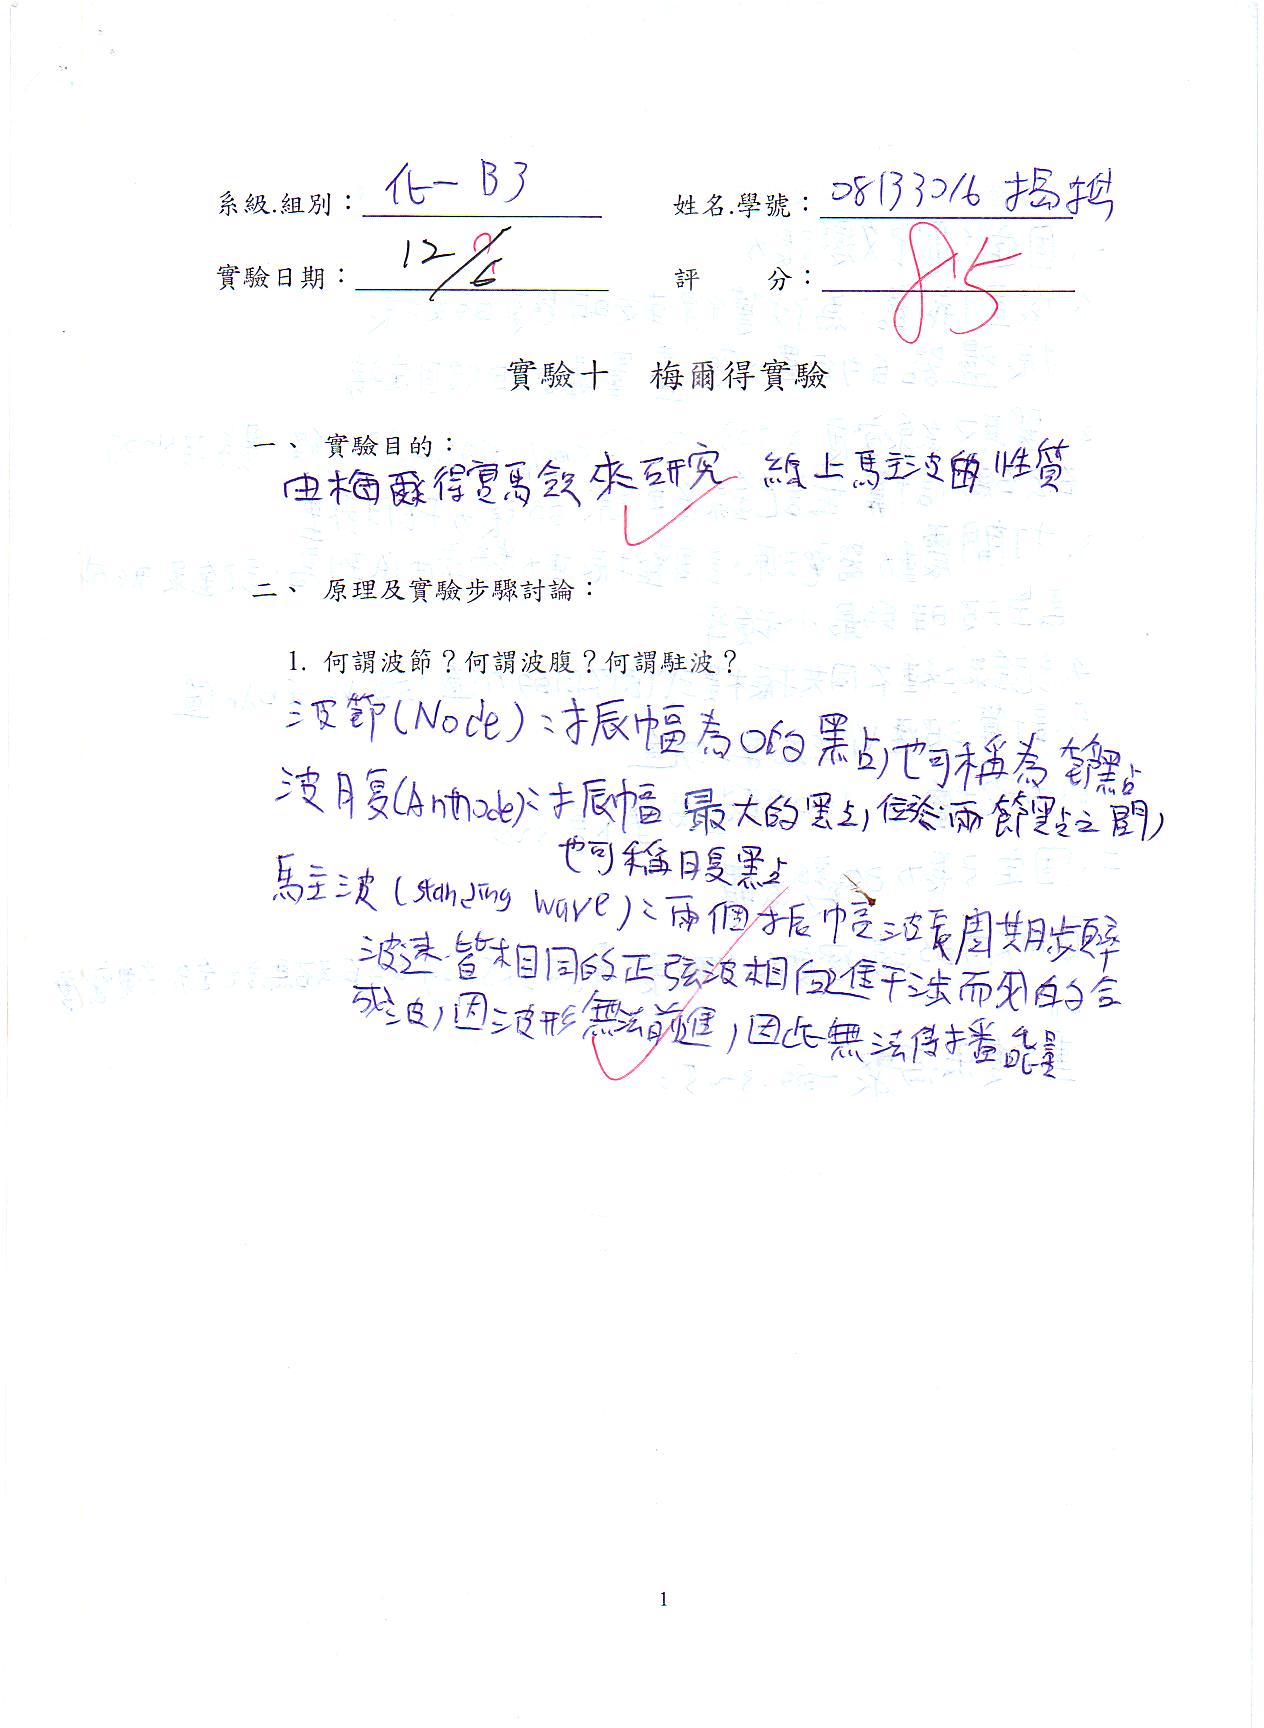 系級.組別： 化一 B3
姓名.學號： 08133016
實驗日期： 12/6
評 分： 85
實驗十 梅爾得實驗
一、 實驗目的：
由梅爾得實驗來研究 線上駐波的性質
二、 原理及實驗步驟討論：
1. 何謂波節？何謂波腹？何謂駐波？
波節(Node)：振幅為0的點，也可稱為節點
波腹(Antinode)：振幅 最大的點，位於兩節點之間，
也可稱腹點
駐波 (standing wave)：兩個振幅波長周期頻率
波速 皆相同的正弦波相向進干涉而成的合
成波，因波形無法前進，因此無法傳播能量
1